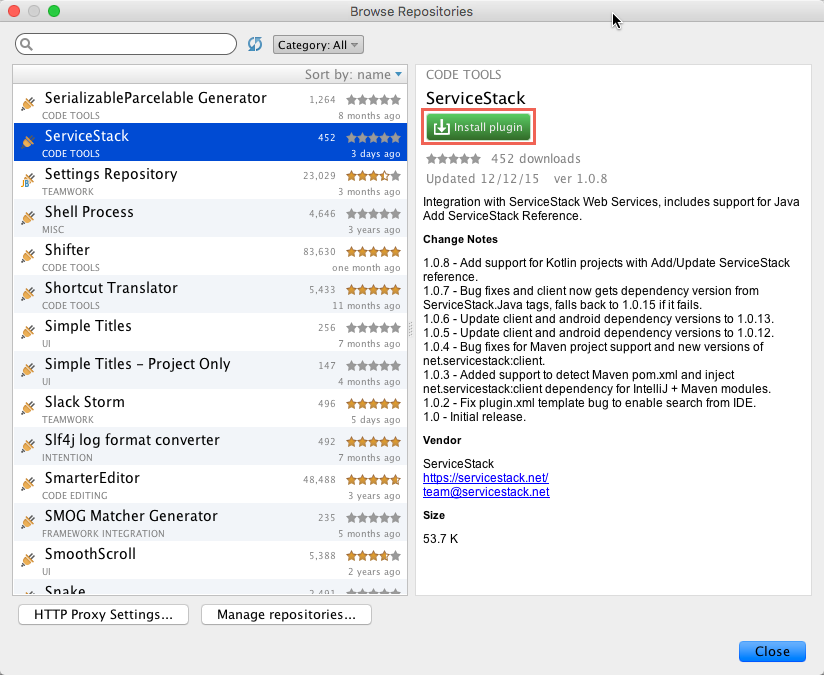 Browse Repositories
Category: All
Sort by: name
SerializableParcelable Generator 1,264
CODE TOOLS 8 months ago
ServiceStack 452
CODE TOOLS 3 days ago
Settings Repository 23,029
TEAMWORK 3 months ago
Shell Process 4,646
MISC 3 years ago
Shifter 83,630
CODE TOOLS one month ago
Shortcut Translator 5,433
CODE TOOLS 11 months ago
Simple Titles 256
UI 7 months ago
Simple Titles – Project Only 147
UI 4 months ago
Slack Storm 496
TEAMWORK 5 days ago
Slf4j log format converter 492
INTENTION 7 months ago
SmarterEditor 48,488
CODE EDITING 3 years ago
SMOG Matcher Generator 235
FRAMEWORK INTEGRATION 5 months ago
SmoothScroll 5,388
UI 2 years ago
Snake 2,491
HTTP Proxy Settings...
Manage repositories...
CODE TOOLS
ServiceStack
Install plugin
452 downloads
Updated 12/12/15 ver 1.0.8
Integration with ServiceStack Web Services, includes support for Java
Add ServiceStack Reference.
Change Notes
1.0.8 - Add support for Kotlin projects with Add/Update ServiceStack
reference.
1.0.7 - Bug fixes and client now gets dependency version from
ServiceStack.Java tags, falls back to 1.0.15 if it fails.
1.0.6 - Update client and android dependency versions to 1.0.13.
1.0.5 - Update client and android dependency versions to 1.0.12.
1.0.4 - Bug fixes for Maven project support and new versions of
net.servicestack:client.
1.0.3 - Added support to detect Maven pom.xml and inject
net.servicestack:client dependency for IntelliJ + Maven modules.
1.0.2 - Fix plugin.xml template bug to enable search from IDE.
1.0 - Initial release.
Vendor
ServiceStack
https://servicestack.net/
team@servicestack.net
Size
53.7 K
Close